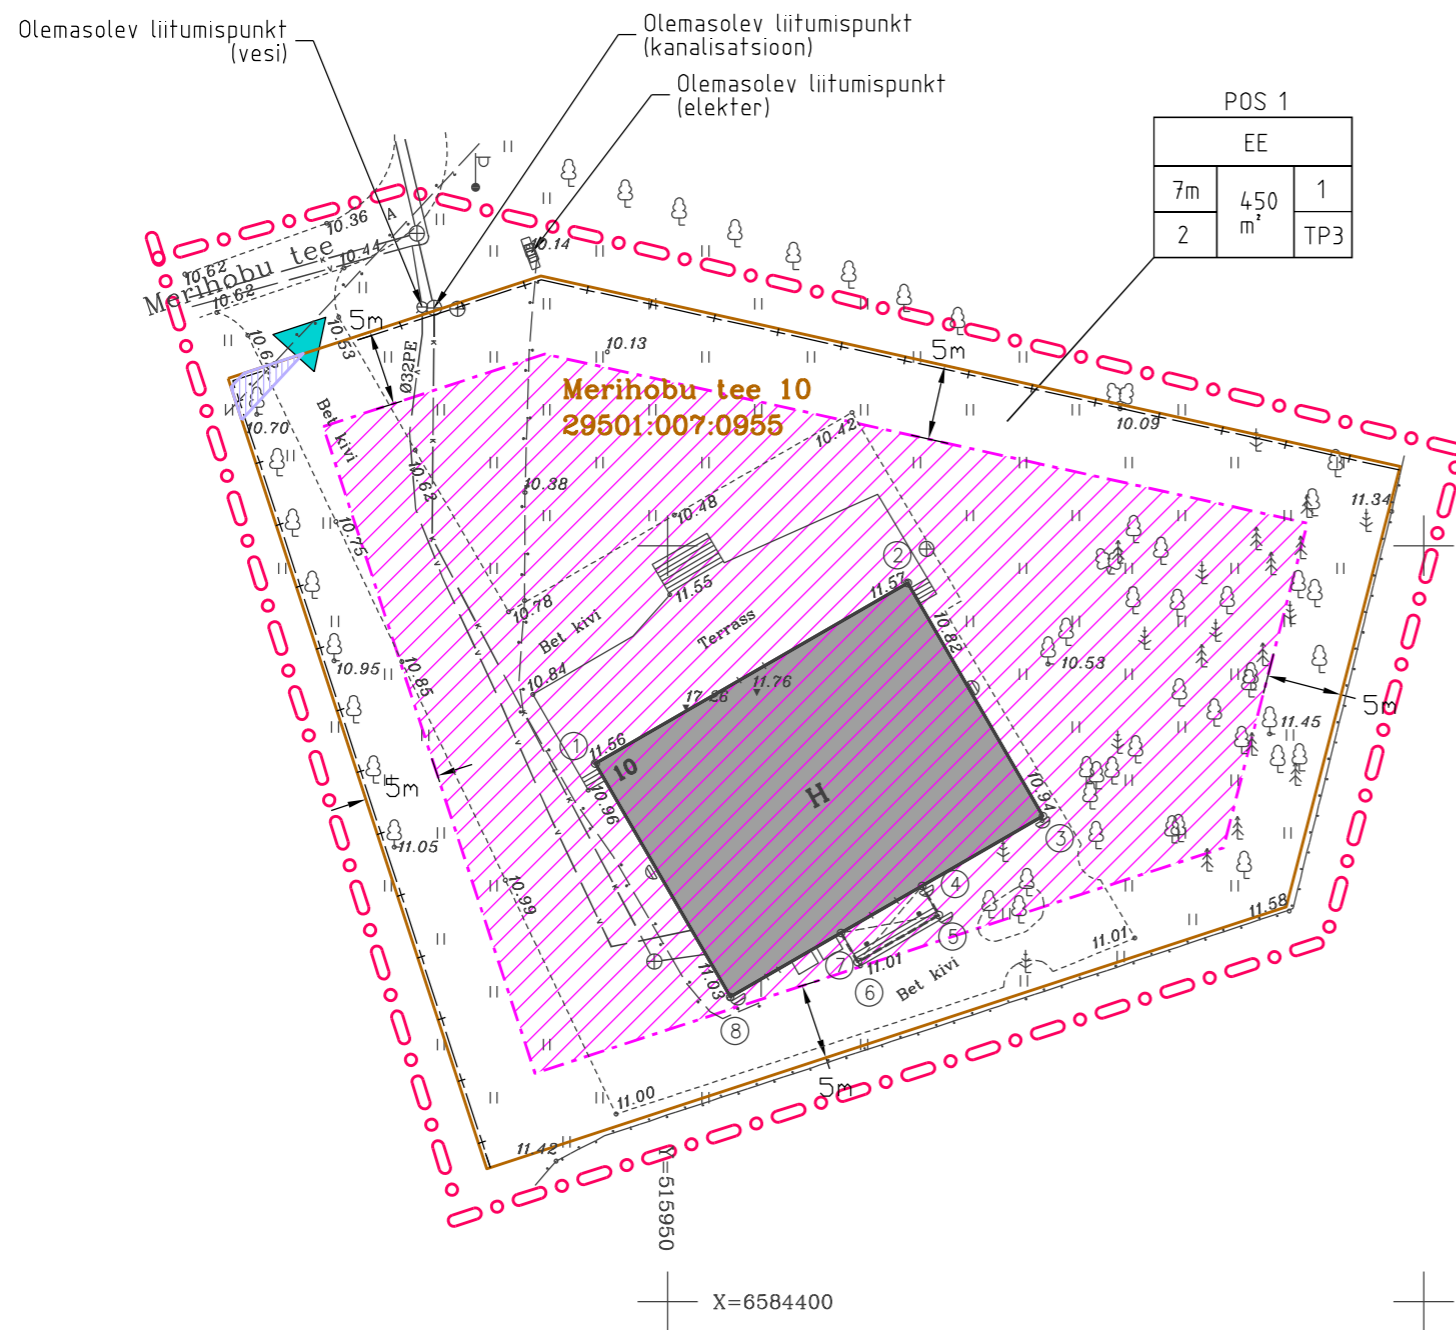 Olemasolev liitumispunkt
(vesi)
Olemasolev liitumispunkt
(kanalisatsioon)
Olemasolev liitumispunkt
(elekter)
POS 1
EE
7m
450
m²
1
2
TP3
10.36
A
10.14
10.44
10.62
Merihobu tee
10.62
5m
10.53
Ø32PE
10.13
5m
Merihobu tee 10
29501:007:0955
Bet kivi
10.70
10.42
10.09
10.62
10.38
10.48
11.34
10.75
11.55
11.57
2
10.78
Bet kivi
Terrass
10.82
10.53
10.95
10.85
10.84
17.26
11.76
5m
11.45
1
11.56
10
H
5m
10.96
10.94
3
11.05
10.99
4
5
11.58
11.01
7
11.01
Bet kivi
6
11.03
8
5m
11.00
11.42
Y=515950
X=6584400